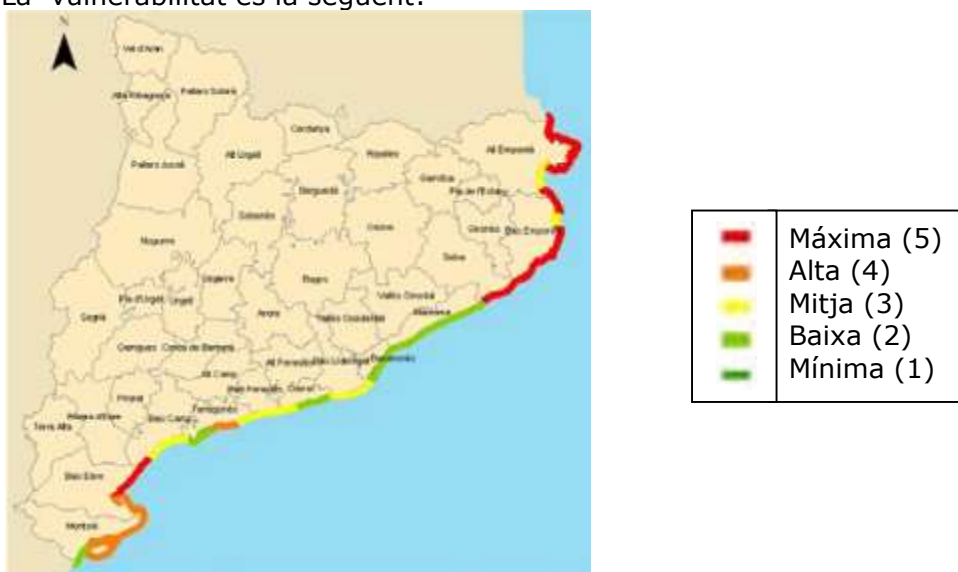 La vulnerabilitat és la següent:
N
Val d'Aran
Alta Ribagorça
Pallars Sobirà
Cerdanya
Pallars Jussà
Alt Urgell
Ripollès
Alt Empordà
Garrotxa
Pla de l'Estany
Berguedà
Solsonès
Osona
Gironès
Baix Empordà
Noguera
Selva
Segarra
Bages
Pla d'Urgell
Urgell
Vallès Oriental
Segrià
Anoia
Vallès Occidental
Maresme
Garrigues
Conca de Barberà
Alt Penedès
Baix Llobregat
Barcelonès
Alt Camp
Priorat
Baix Penedès
Garraf
Ribera d'Ebre
Baix Camp
Tarragonès
Terra Alta
Baix Ebre
Montsià
Máxima (5)
Alta (4)
Mitja (3)
Baixa (2)
Mínima (1)